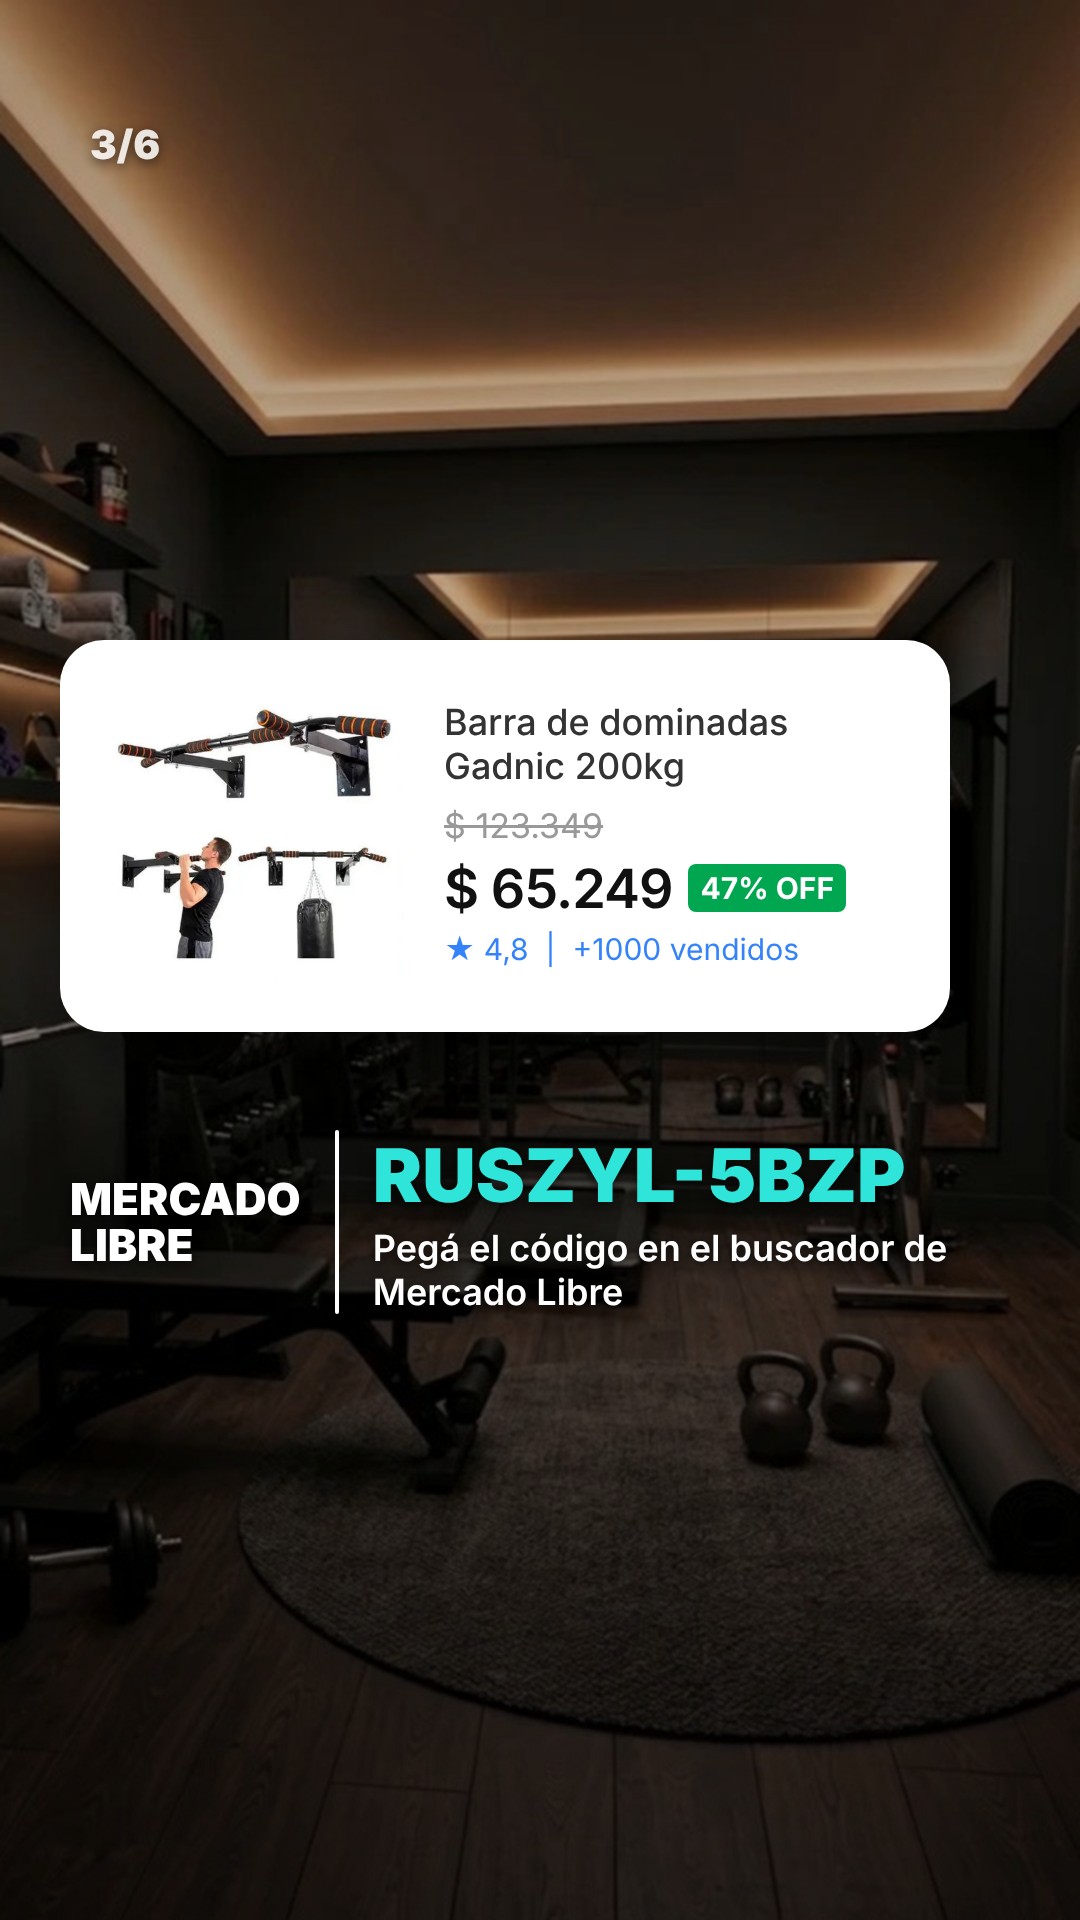 3/6
Barra de dominadas
Gadnic 200kg
$ 123.349
$ 65.249 47% OFF
★ 4,8 | +1000 vendidos
MERCADO
LIBRE
RUSZYL-5BZP
Pegá el código en el buscador de
Mercado Libre